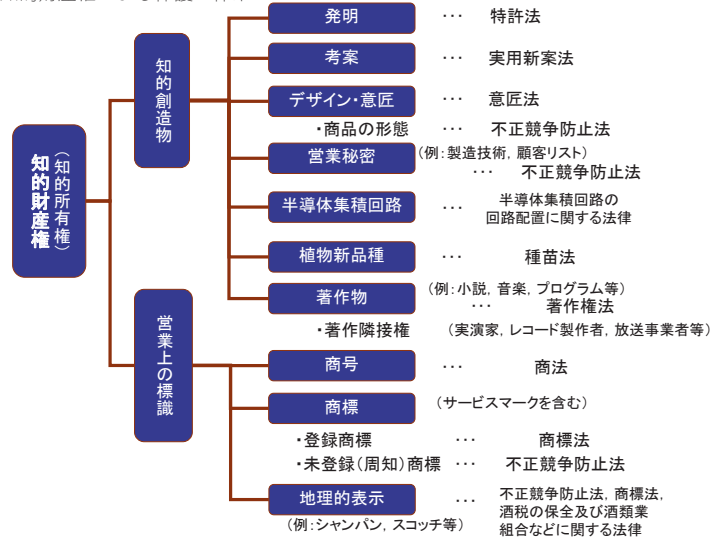 発明 ・・・ 特許法
考案 ・・・ 実用新案法
デザイン・意匠 ・・・ 意匠法
・商品の形態 ・・・ 不正競争防止法
営業秘密 (例:製造技術, 顧客リスト)
・・・ 不正競争防止法
半導体集積回路 ・・・ 半導体集積回路の
回路配置に関する法律
植物新品種 ・・・ 種苗法
著作物 (例:小説, 音楽, プログラム等)
・・・ 著作権法
・著作隣接権 (実演家, レコード製作者, 放送事業者等)
知的創造物
知的財産権
(知的所有権)
営業上の標識
商号 ・・・ 商法
商標 (サービスマークを含む)
・登録商標 ・・・ 商標法
・未登録(周知)商標 ・・・ 不正競争防止法
地理的表示 ・・・ 不正競争防止法, 商標法,
酒税の保全及び酒類業
組合などに関する法律
(例:シャンパン, スコッチ等)